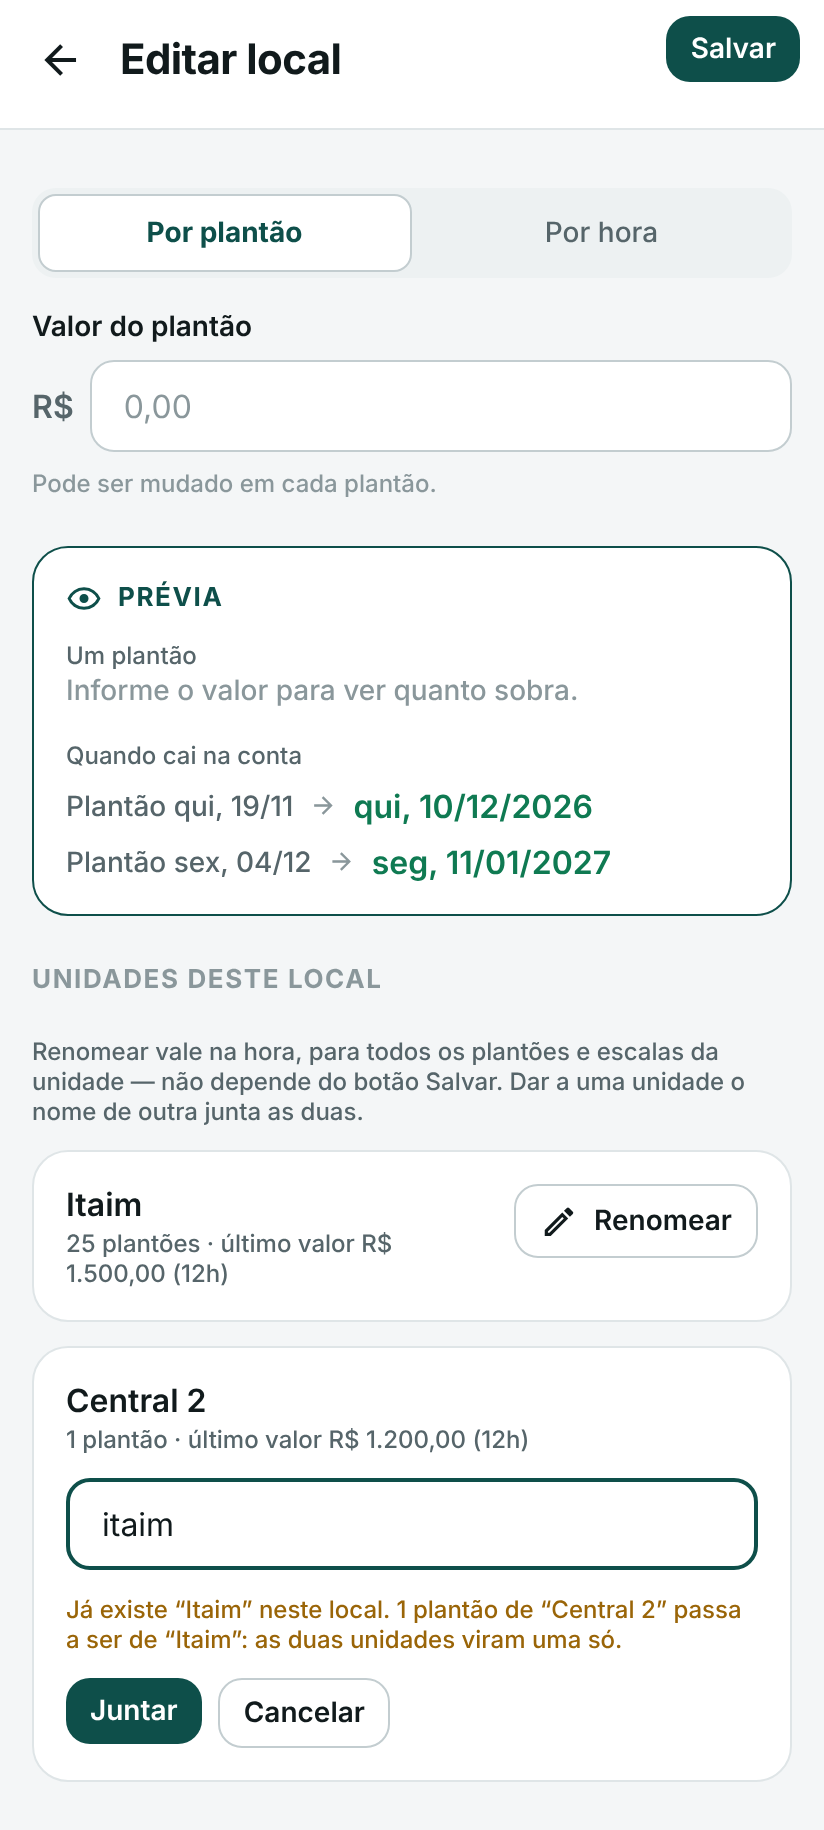 Editar local
Salvar
Por plantão
Por hora
Valor do plantão
R$
0,00
Pode ser mudado em cada plantão.
PRÉVIA
Um plantão
Informe o valor para ver quanto sobra.
Quando cai na conta
Plantão qui, 19/11 → qui, 10/12/2026
Plantão sex, 04/12 → seg, 11/01/2027
UNIDADES DESTE LOCAL
Renomear vale na hora, para todos os plantões e escalas da
unidade — não depende do botão Salvar. Dar a uma unidade o
nome de outra junta as duas.
Itaim
25 plantões · último valor R$
1.500,00 (12h)
Renomear
Central 2
1 plantão · último valor R$ 1.200,00 (12h)
itaim
Já existe “Itaim” neste local. 1 plantão de “Central 2” passa
a ser de “Itaim”: as duas unidades viram uma só.
Juntar
Cancelar